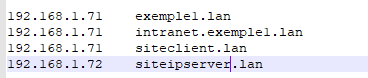 192.168.1.71    exemple1.lan
192.168.1.71    intranet.exemple1.lan
192.168.1.71    siteclient.lan
192.168.1.72    siteipserver.lan